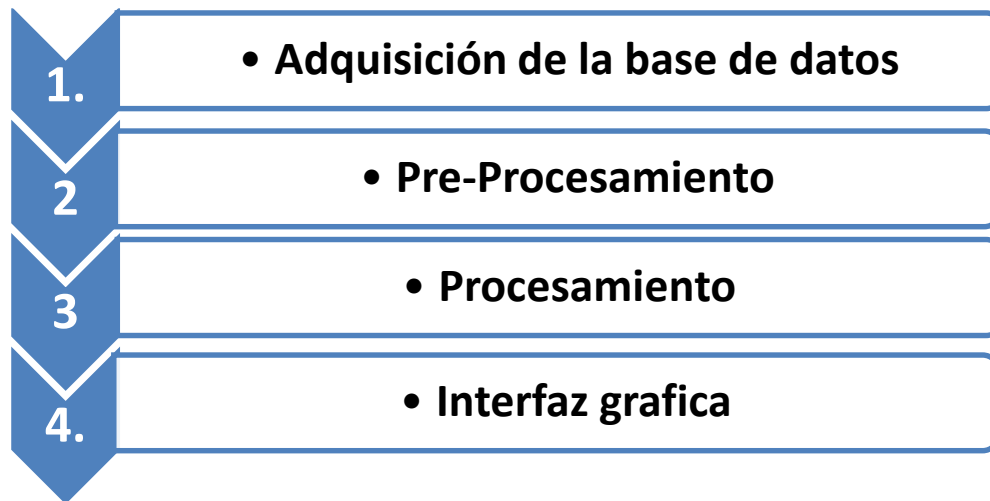 1.
• Adquisición de la base de datos
2
• Pre-Procesamiento
3
• Procesamiento
4.
• Interfaz grafica